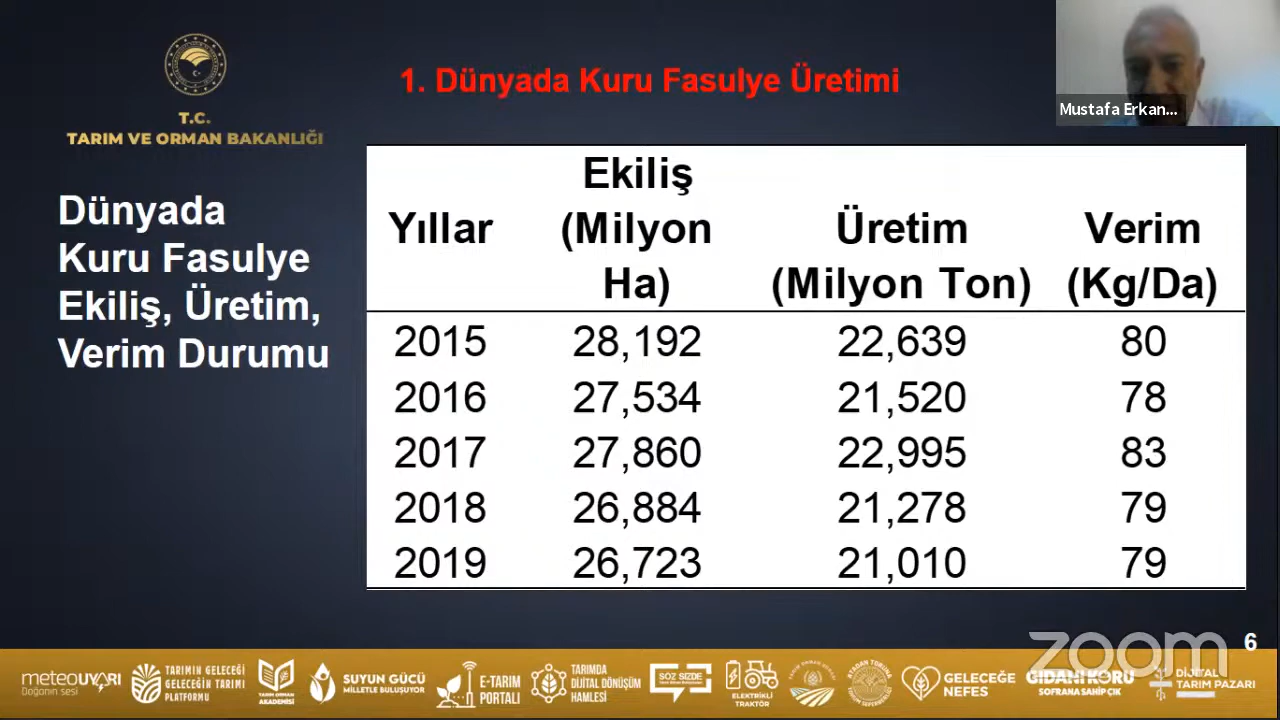 T.C.
TARIM VE ORMAN BAKANLIĞI
1. Dünyada Kuru Fasulye Üretimi
Mustafa Erkan...
Dünyada
Kuru Fasulye
Ekiliş, Üretim,
Verim Durumu
Yıllar Ekiliş (Milyon Ha) Üretim (Milyon Ton) Verim (Kg/Da)
2015 28,192 22,639 80
2016 27,534 21,520 78
2017 27,860 22,995 83
2018 26,884 21,278 79
2019 26,723 21,010 79
zoom
6
meteoUYARI
Doğanın sesi
TARIMIN GELECEĞİ
GELECEĞİN TARIMI
PLATFORMU
TARIM ORMAN
AKADEMİSİ
SUYUN GÜCÜ
MİLLETLE BULUŞUYOR
E-TARIM
PORTALI
TARIMDA
DİJİTAL DÖNÜŞÜM
HAMLESİ
SÖZ SİZDE
ELEKTRİKLİ
TRAKTÖR
GELECEĞE
NEFES
GIDANI KORU
SOFRANA SAHİP ÇIK
DİJİTAL
TARIM PAZARI